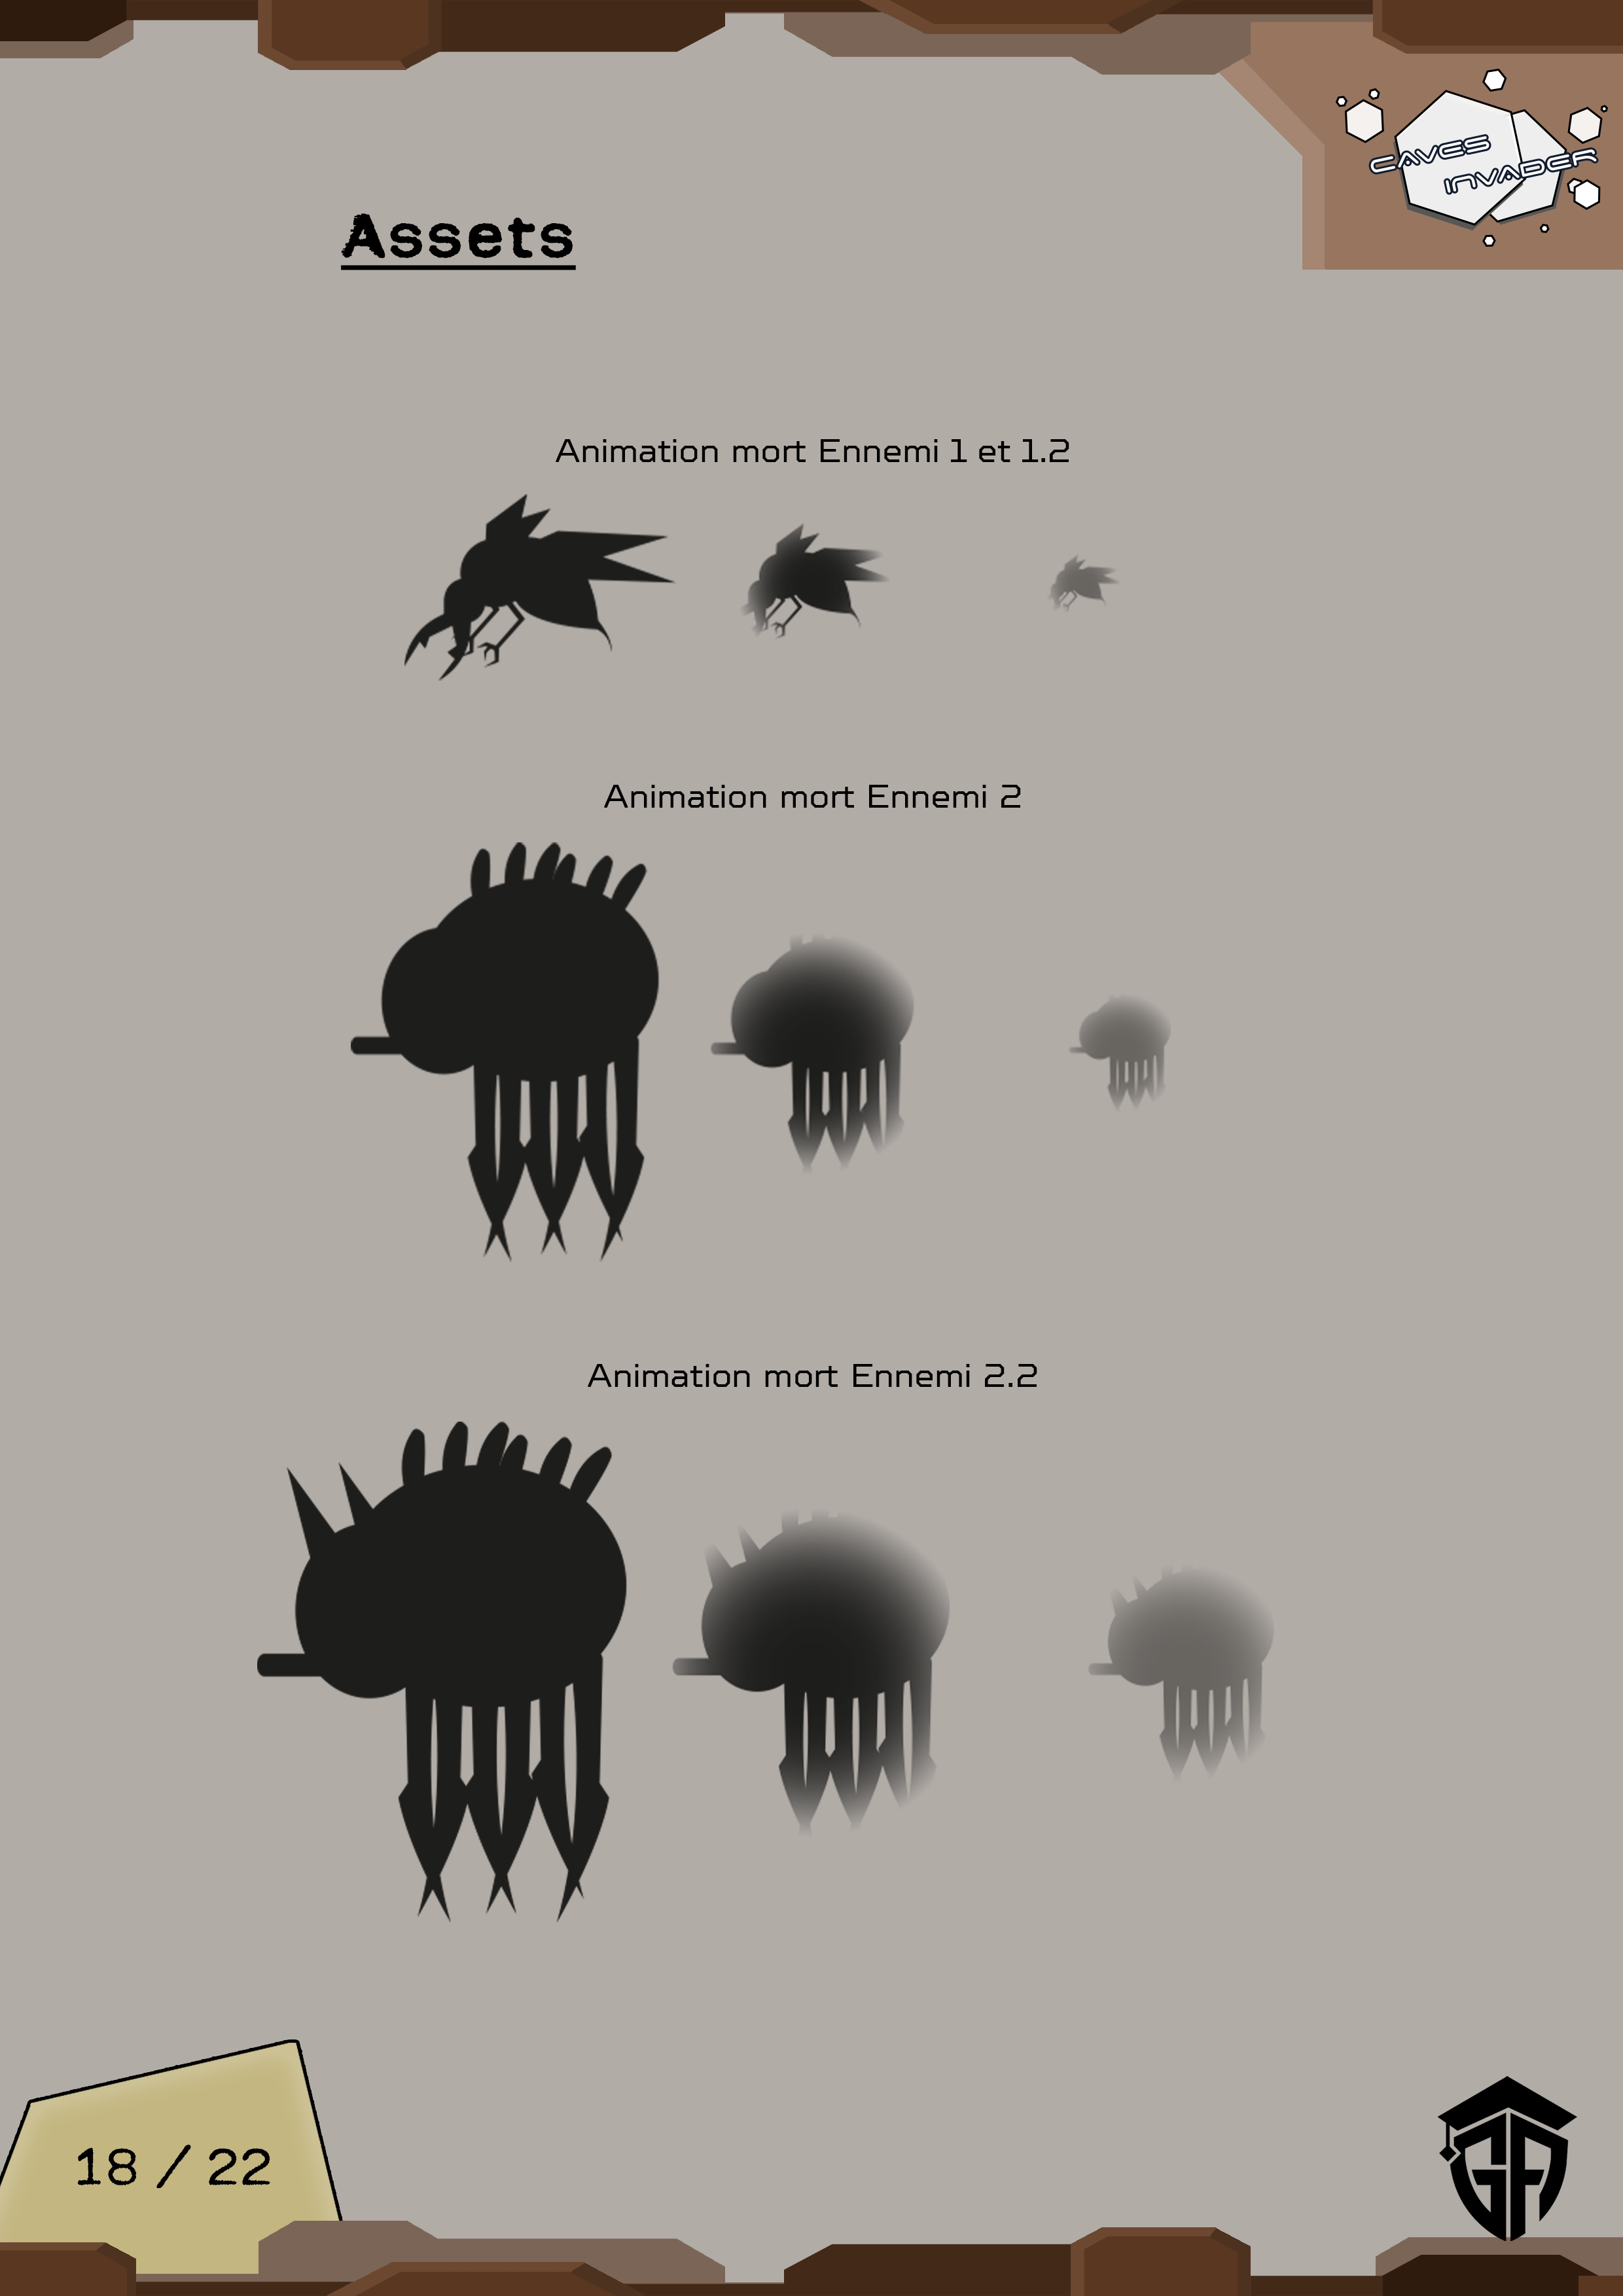 CAVES
INVADER
Assets
Animation mort Ennemi 1 et 1.2
Animation mort Ennemi 2
Animation mort Ennemi 2.2
18 / 22
GA